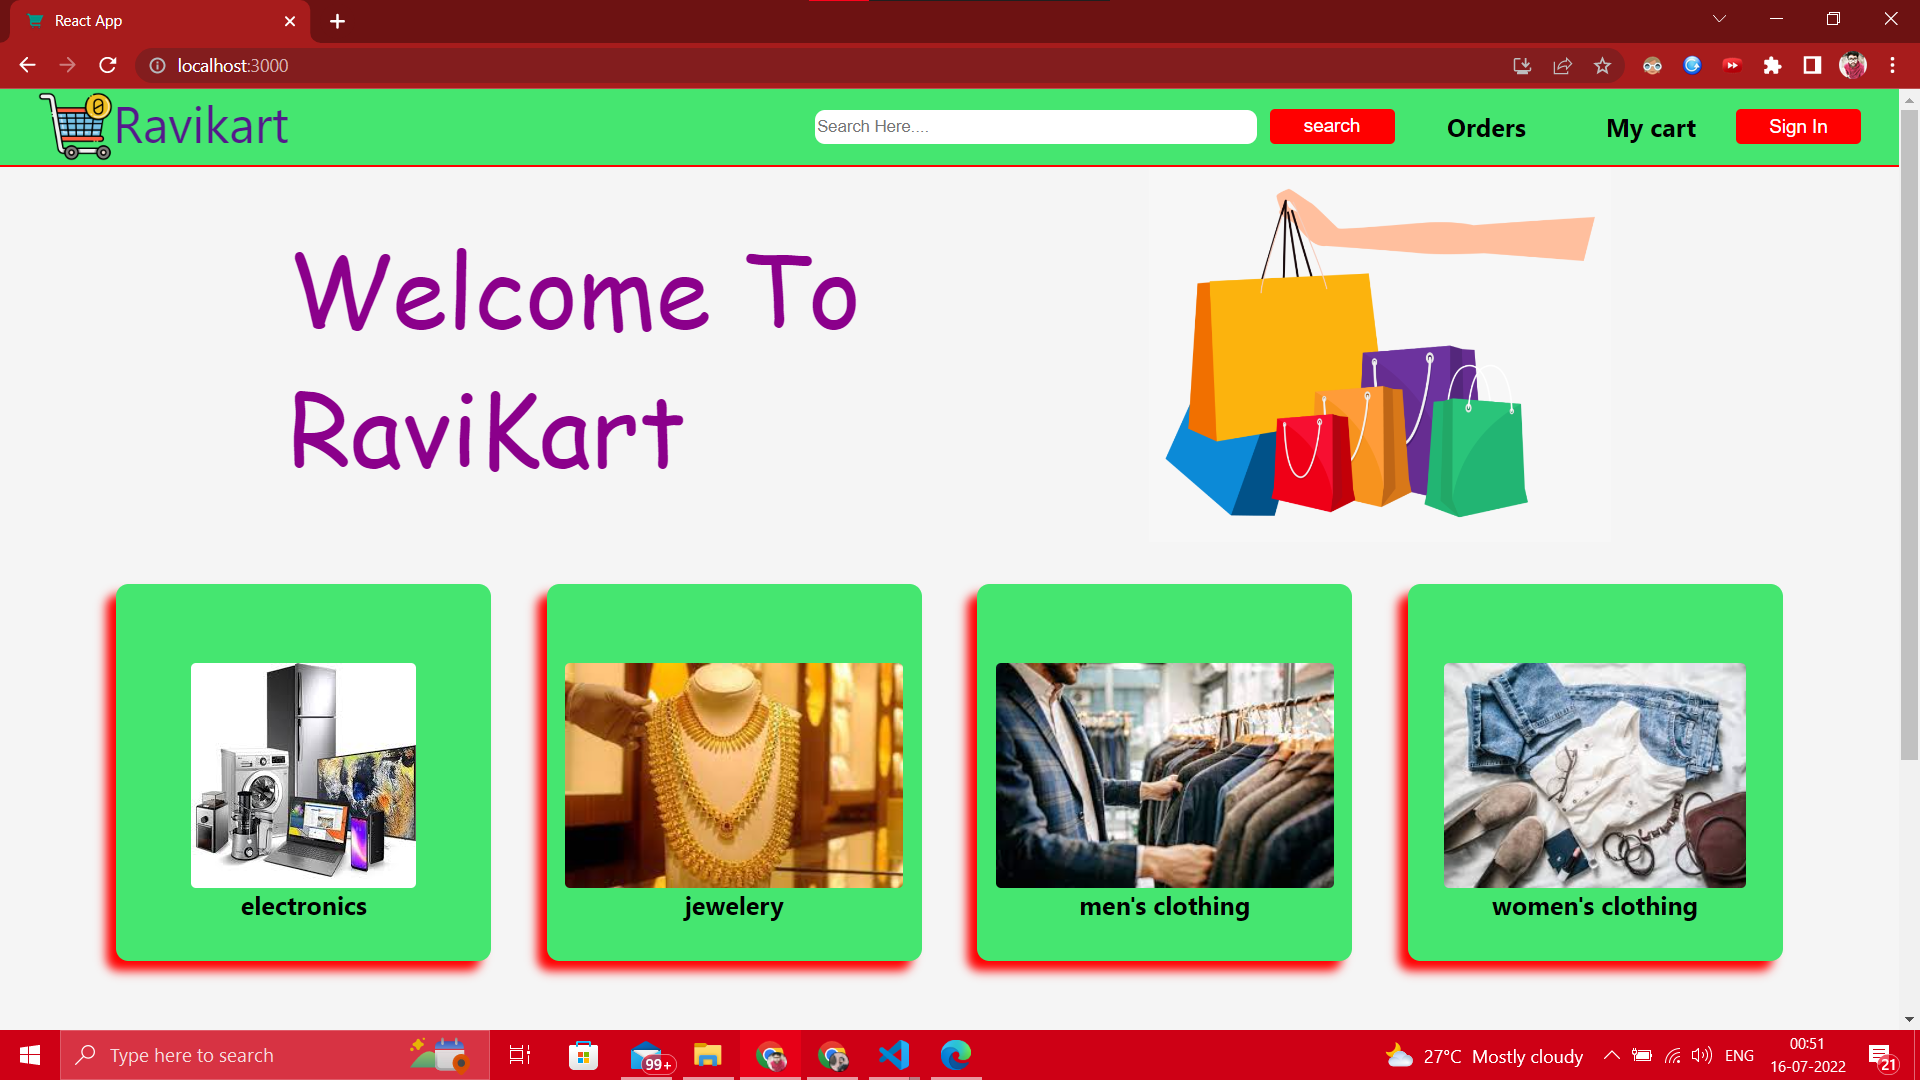 React App
localhost:3000
0
Ravikart
Search Here....
search
Orders
My cart
Sign In
Welcome To
RaviKart
electronics
jewelery
men's clothing
women's clothing
Type here to search
99+
27°C Mostly cloudy
ENG
00:51
16-07-2022
21